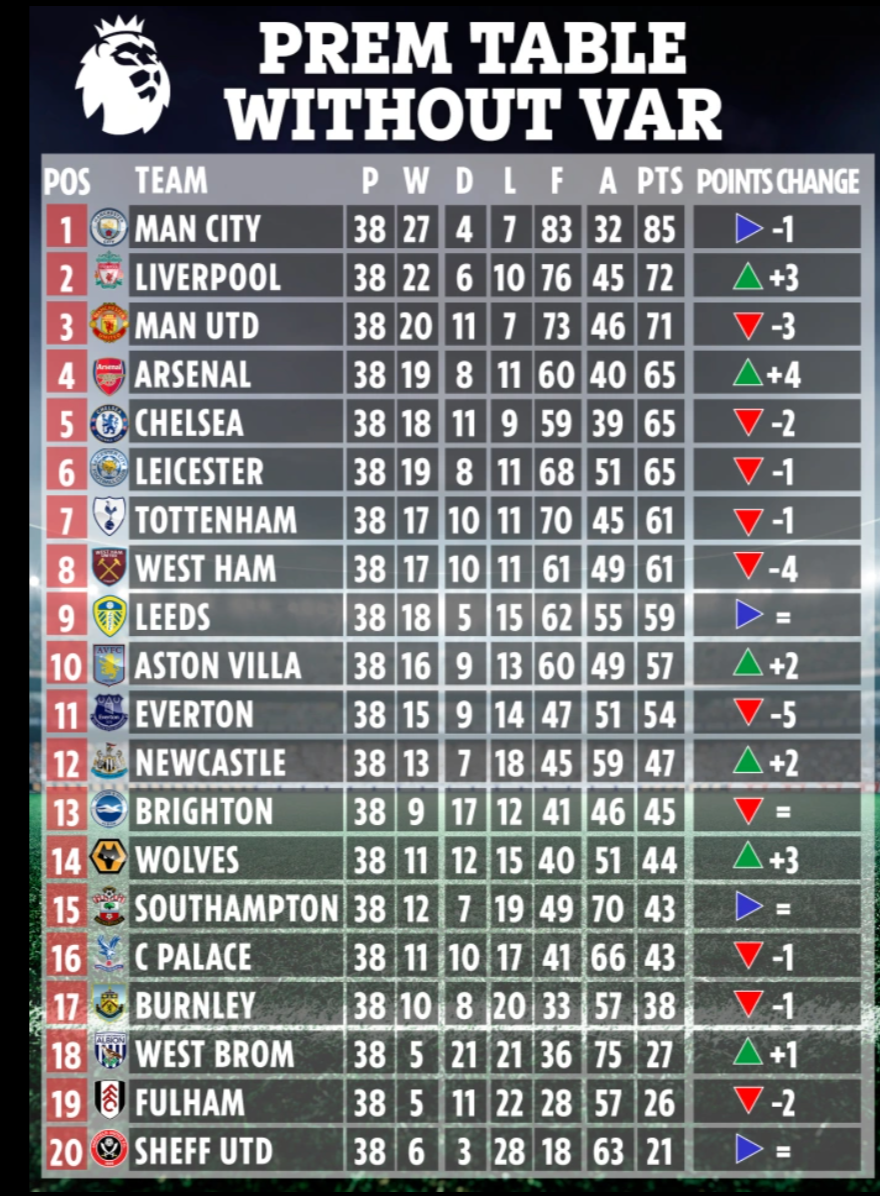 PREM TABLE
WITHOUT VAR
POS TEAM P W D L F A PTS POINTS CHANGE
1 MAN CITY 38 27 4 7 83 32 85 -1
2 LIVERPOOL 38 22 6 10 76 45 72 +3
3 MAN UTD 38 20 11 7 73 46 71 -3
4 ARSENAL 38 19 8 11 60 40 65 +4
5 CHELSEA 38 18 11 9 59 39 65 -2
6 LEICESTER 38 19 8 11 68 51 65 -1
7 TOTTENHAM 38 17 10 11 70 45 61 -1
8 WEST HAM 38 17 10 11 61 49 61 -4
9 LEEDS 38 18 5 15 62 55 59 =
10 ASTON VILLA 38 16 9 13 60 49 57 +2
11 EVERTON 38 15 9 14 47 51 54 -5
12 NEWCASTLE 38 13 7 18 45 59 47 +2
13 BRIGHTON 38 9 17 12 41 46 45 =
14 WOLVES 38 11 12 15 40 51 44 +3
15 SOUTHAMPTON 38 12 7 19 49 70 43 =
16 C PALACE 38 11 10 17 41 66 43 -1
17 BURNLEY 38 10 8 20 33 57 38 -1
18 WEST BROM 38 5 21 21 36 75 27 +1
19 FULHAM 38 5 11 22 28 57 26 -2
20 SHEFF UTD 38 6 3 28 18 63 21 =